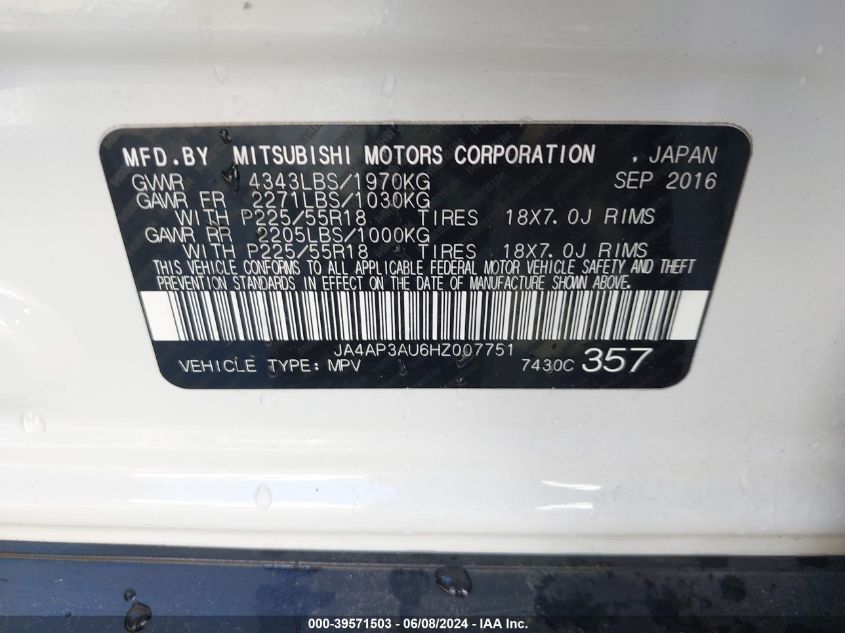 MFD.BY MITSUBISHI MOTORS CORPORATION , JAPAN
GVWR 4343LBS/1970KG SEP 2016
GAWR FR 2271LBS/1030KG
WITH P225/55R18 TIRES 18X7.0J RIMS
GAWR RR 2205LBS/1000KG
WITH P225/55R18 TIRES 18X7.0J RIMS
THIS VEHICLE CONFORMS TO ALL APPLICABLE FEDERAL MOTOR VEHICLE SAFETY AND THEFT
PREVENTION STANDARDS IN EFFECT ON THE DATE OF MANUFACTURE SHOWN ABOVE.
JA4AP3AU6HZ007751
VEHICLE TYPE: MPV 7430C 357
000-39571503 - 06/08/2024 - IAA Inc.